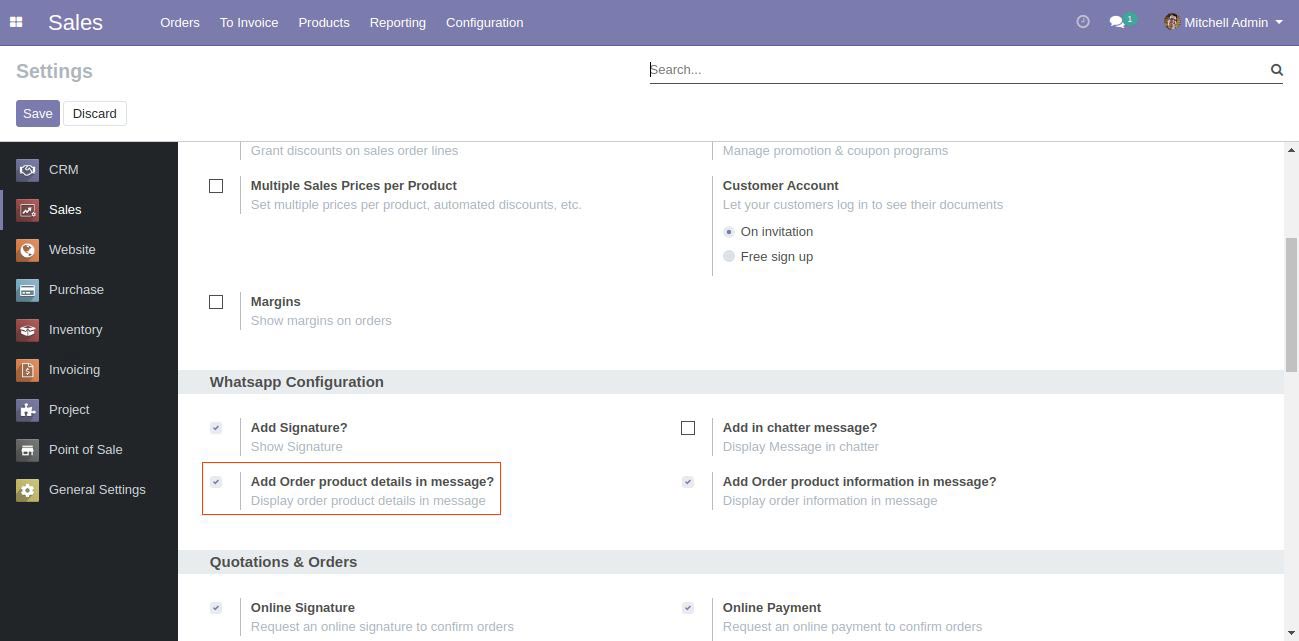 Sales
Orders
To Invoice
Products
Reporting
Configuration
1
Mitchell Admin
Settings
Search...
Save
Discard
CRM
Sales
Website
Purchase
Inventory
Invoicing
Project
Point of Sale
General Settings
Grant discounts on sales order lines
Manage promotion & coupon programs
Multiple Sales Prices per Product
Set multiple prices per product, automated discounts, etc.
Customer Account
Let your customers log in to see their documents
On invitation
Free sign up
Margins
Show margins on orders
Whatsapp Configuration
Add Signature?
Show Signature
Add in chatter message?
Display Message in chatter
Add Order product details in message?
Display order product details in message
Add Order product information in message?
Display order information in message
Quotations & Orders
Online Signature
Request an online signature to confirm orders
Online Payment
Request an online payment to confirm orders